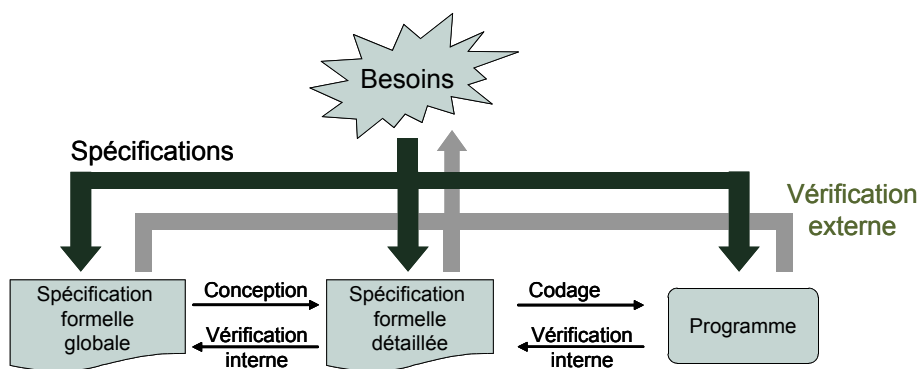 Besoins
Spécifications
Vérification
externe
Spécification
formelle
globale
Conception
Vérification
interne
Spécification
formelle
détaillée
Codage
Vérification
interne
Programme